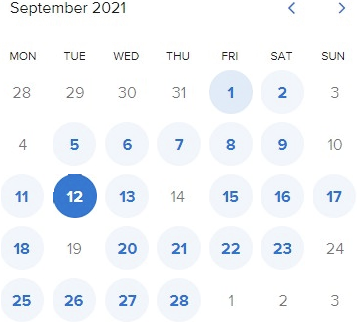 September 2021
MON TUE WED THU FRI SAT SUN
28 29 30 31 1 2 3
4 5 6 7 8 9 10
11 12 13 14 15 16 17
18 19 20 21 22 23 24
25 26 27 28 1 2 3